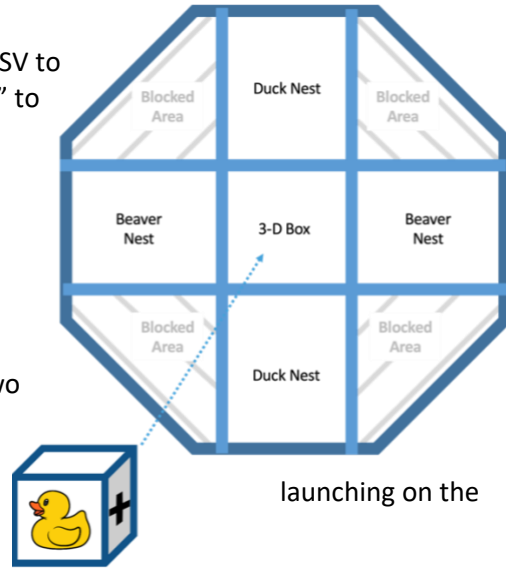 SV to
” to
Duck Nest
Blocked
Area
Blocked
Area
Beaver
Nest
3-D Box
Beaver
Nest
Blocked
Area
Blocked
Area
Duck Nest
vo
launching on the